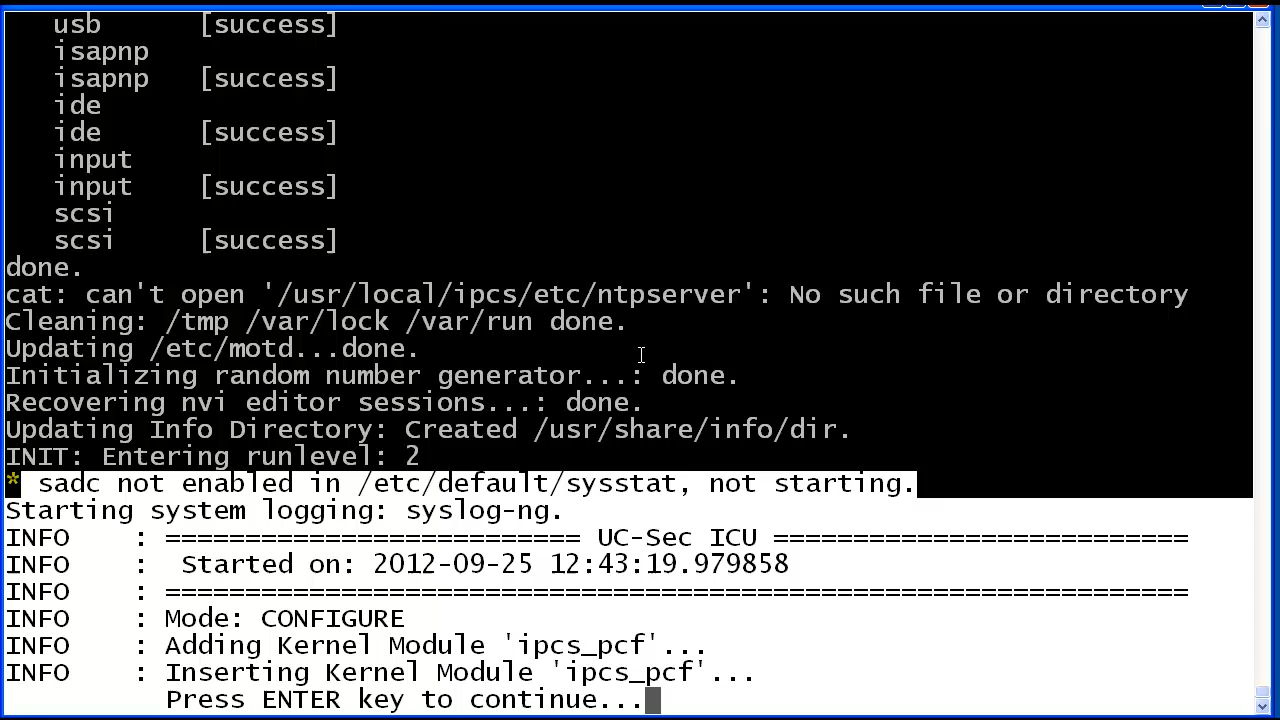 usb [success]
isapnp
isapnp [success]
ide
ide [success]
input
input [success]
scsi
scsi [success]
done.
cat: can't open '/usr/local/ipcs/etc/ntpserver': No such file or directory
Cleaning: /tmp /var/lock /var/run done.
Updating /etc/motd...done.
Initializing random number generator...: done.
Recovering nvi editor sessions...: done.
Updating Info Directory: Created /usr/share/info/dir.
INIT: Entering runlevel: 2
* sadc not enabled in /etc/default/sysstat, not starting.
Starting system logging: syslog-ng.
INFO : ========================== UC-Sec ICU ==========================
INFO : Started on: 2012-09-25 12:43:19.979858
INFO : ================================================================
INFO : Mode: CONFIGURE
INFO : Adding Kernel Module 'ipcs_pcf'...
INFO : Inserting Kernel Module 'ipcs_pcf'...
Press ENTER key to continue...